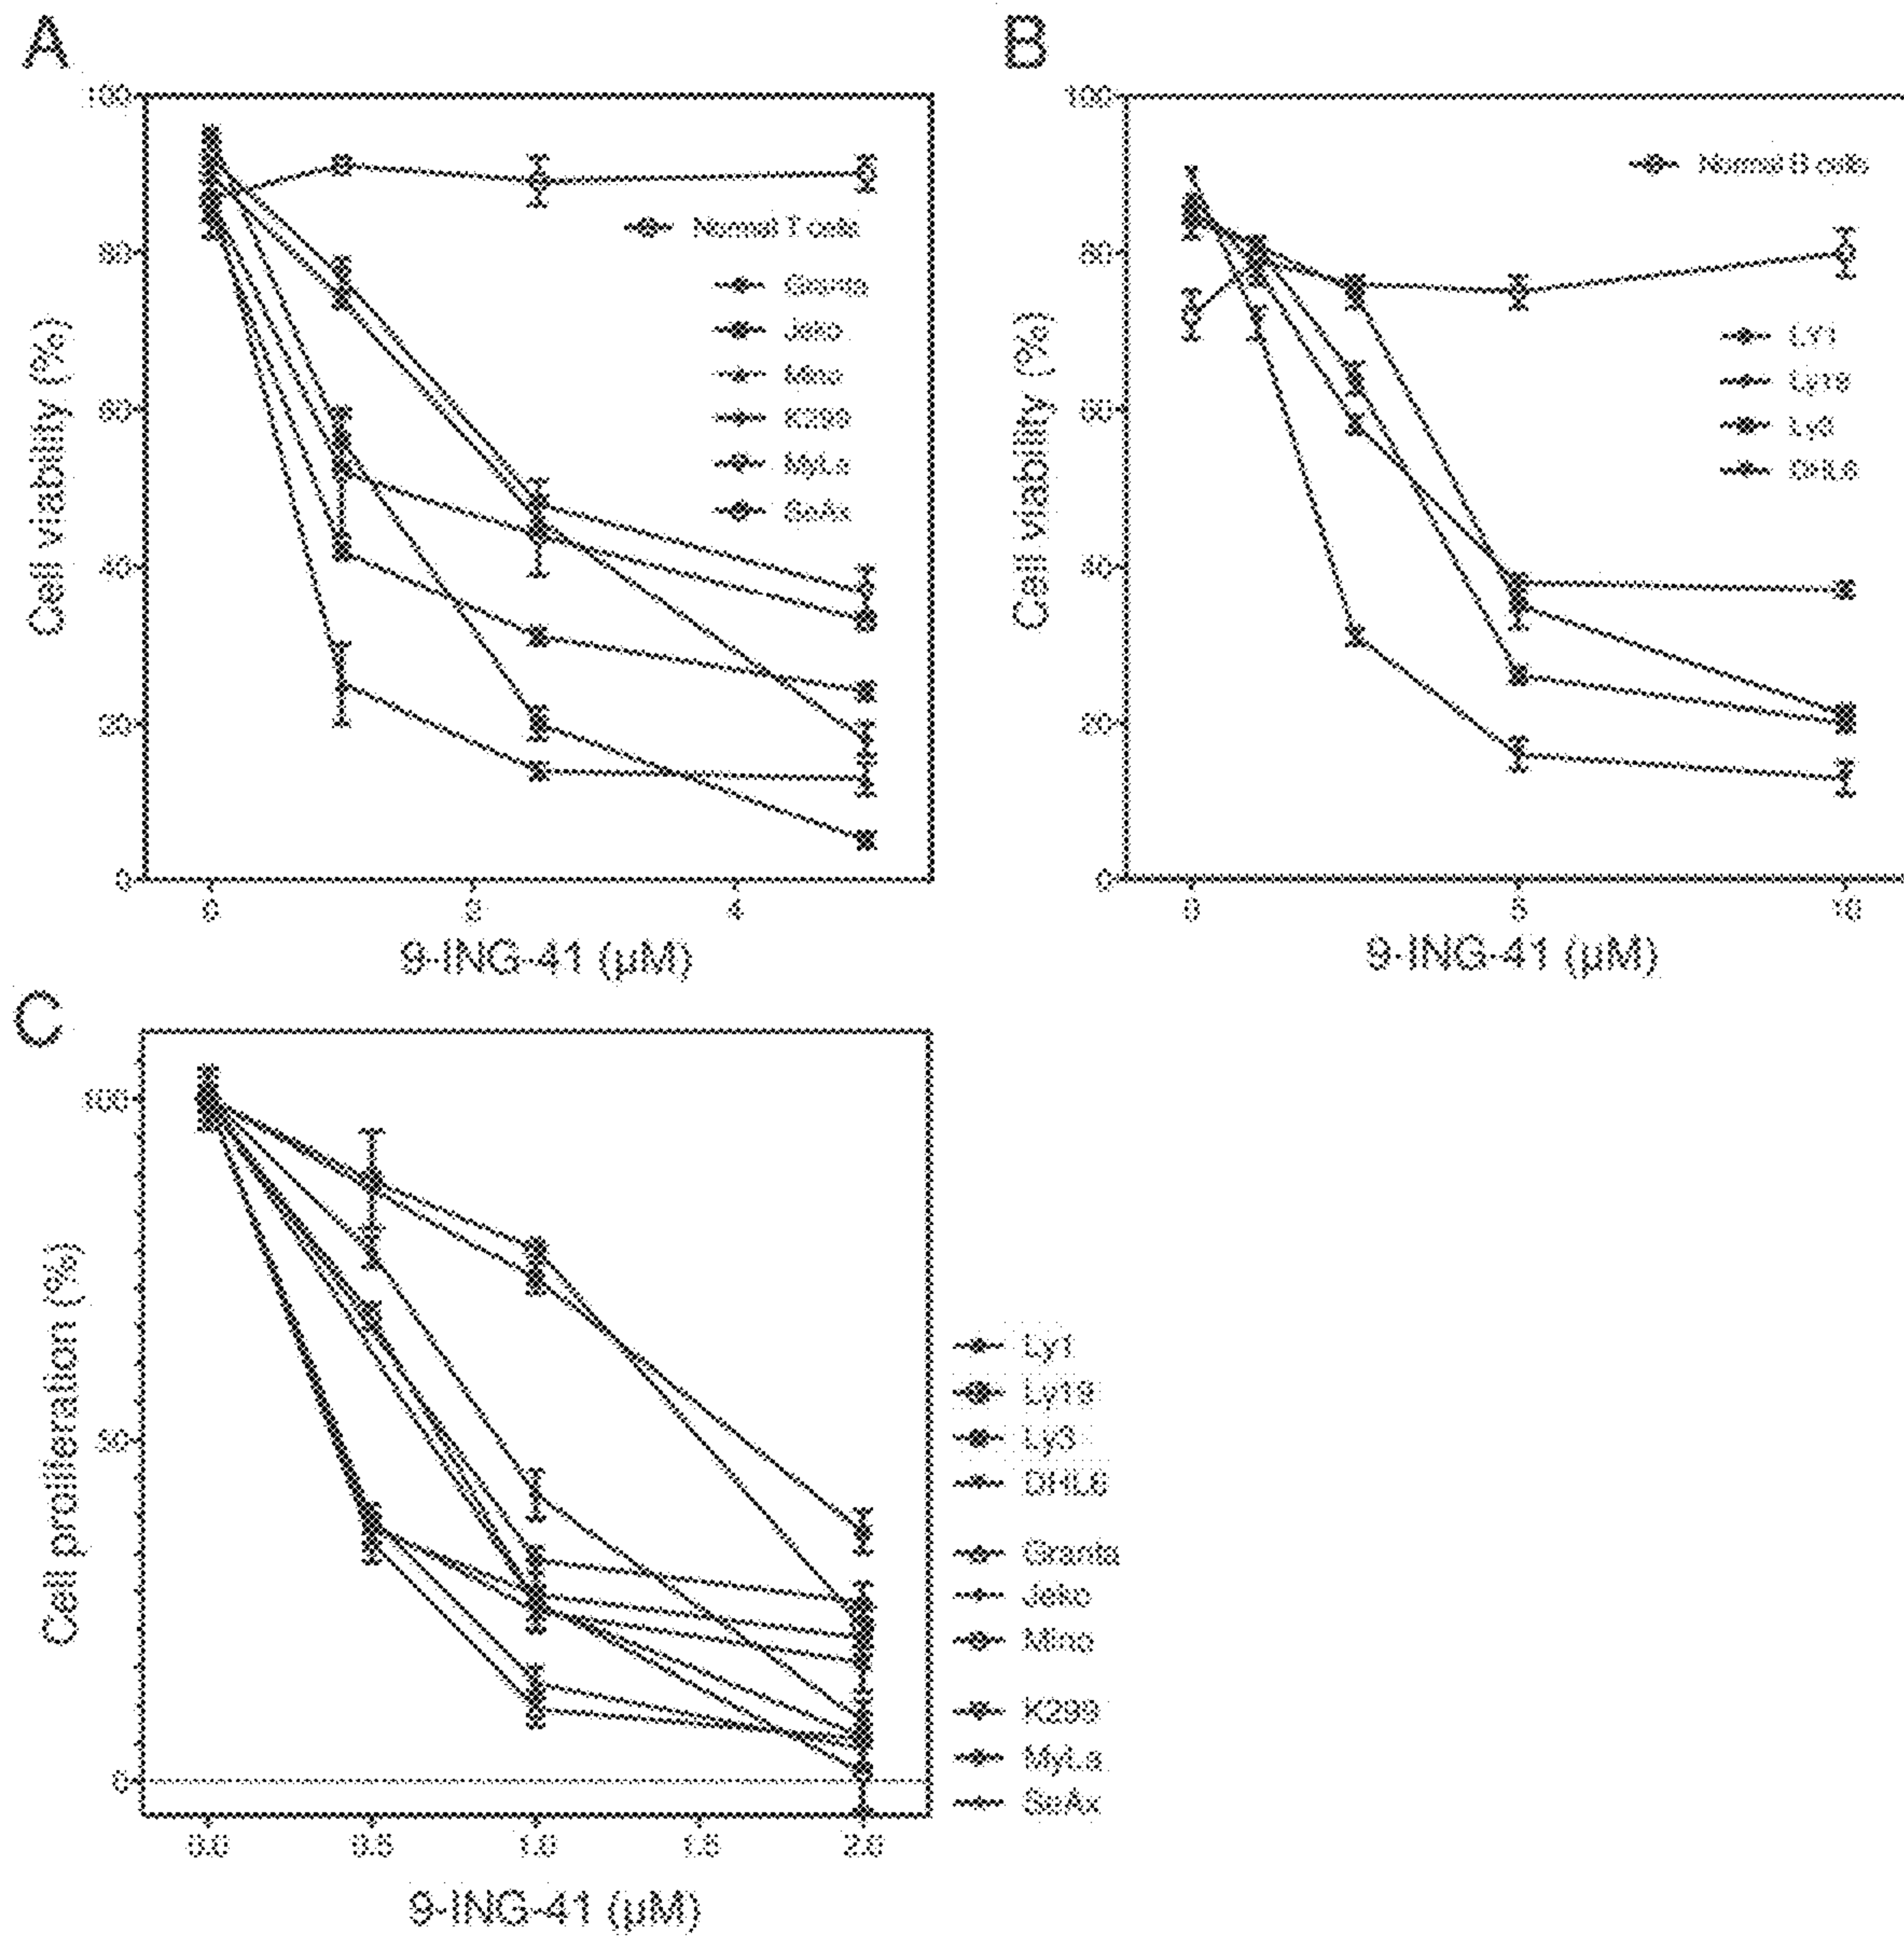 A
100
80
60
40
20
0
Cell viability (%)
Normal T cells
Granta
Jeko
Mino
K299
MyLa
SeAx
0 2 4
9-ING-41 (µM)
B
100
80
60
40
20
0
Cell viability (%)
Normal B cells
LY1
Ly19
Ly3
DHL6
0 5 10
9-ING-41 (µM)
C
100
50
0
Cell proliferation (%)
0.0 0.5 1.0 1.5 2.0
9-ING-41 (µM)
Ly1
Ly19
Ly3
DHL6
Granta
Jeko
Mino
K299
MyLa
SeAx